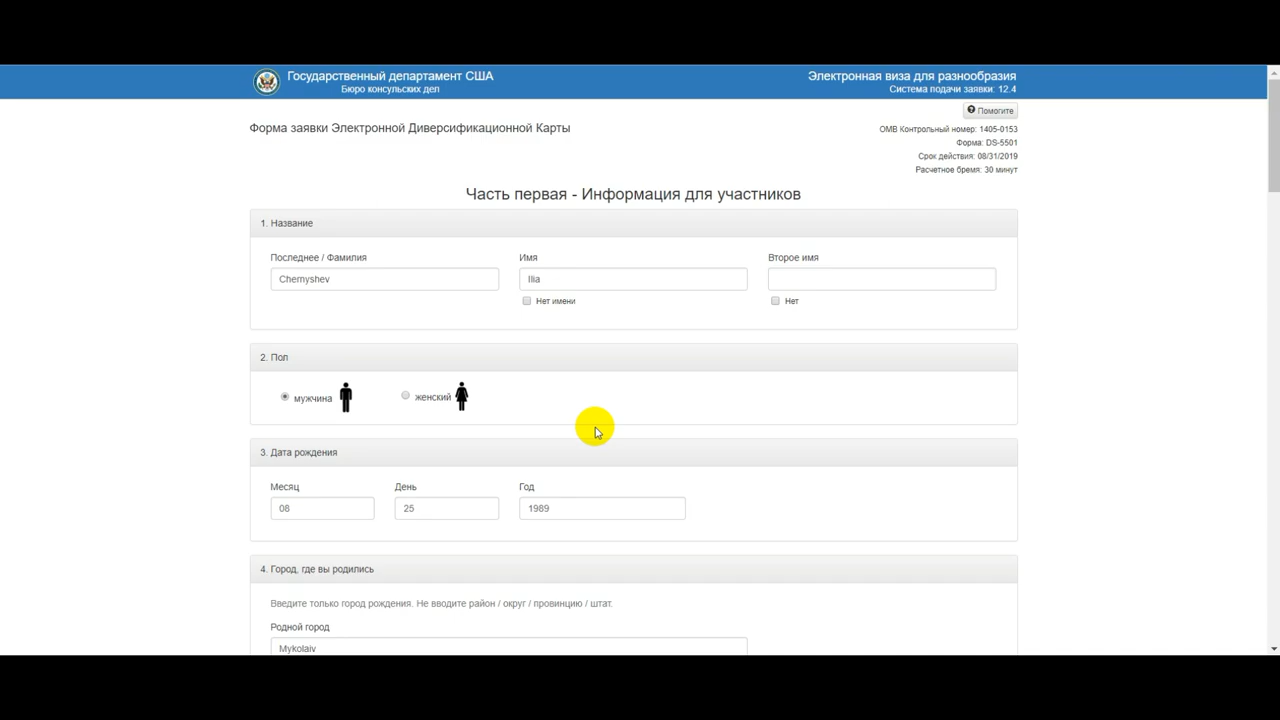 Государственный департамент США
Бюро консульских дел
Электронная виза для разнообразия
Система подачи заявки: 12.4
Помогите
Форма заявки Электронной Диверсификационной Карты
ОМВ Контрольный номер: 1405-0153
Форма: DS-5501
Срок действия: 08/31/2019
Расчетное бремя: 30 минут
Часть первая - Информация для участников
1. Название
Последнее / Фамилия
Имя
Второе имя
Chernyshev
Ilia
Нет имени
Нет
2. Пол
мужчина
женский
3. Дата рождения
Месяц
День
Год
08
25
1989
4. Город, где вы родились
Введите только город рождения. Не вводите район / округ / провинцию / штат.
Родной город
Mykolaiv